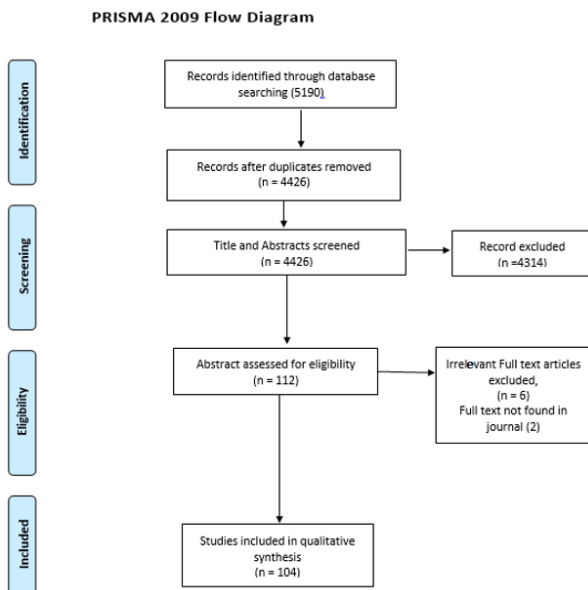 PRISMA 2009 Flow Diagram
Identification
Records identified through database
searching (5190)
Records after duplicates removed
(n = 4426)
Screening
Title and Abstracts screened
(n = 4426)
Record excluded
(n =4314)
Eligibility
Abstract assessed for eligibility
(n = 112)
Irrelevant Full text articles
excluded,
(n = 6)
Full text not found in
journal (2)
Included
Studies included in qualitative
synthesis
(n = 104)